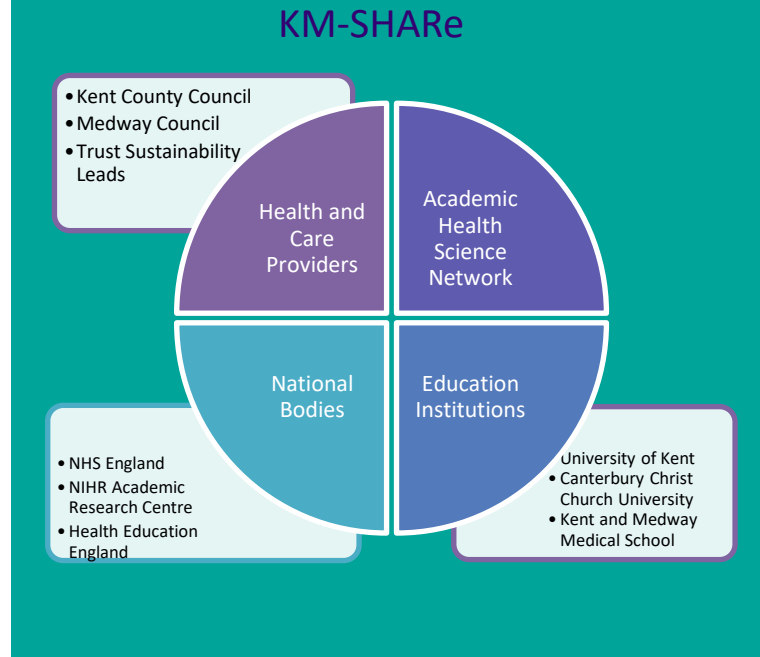 KM-SHARe
• Kent County Council
• Medway Council
• Trust Sustainability
Leads
Health and
Care
Providers
Academic
Health
Science
Network
National
Bodies
Education
Institutions
• NHS England
• NIHR Academic
Research Centre
• Health Education
England
University of Kent
• Canterbury Christ
Church University
• Kent and Medway
Medical School